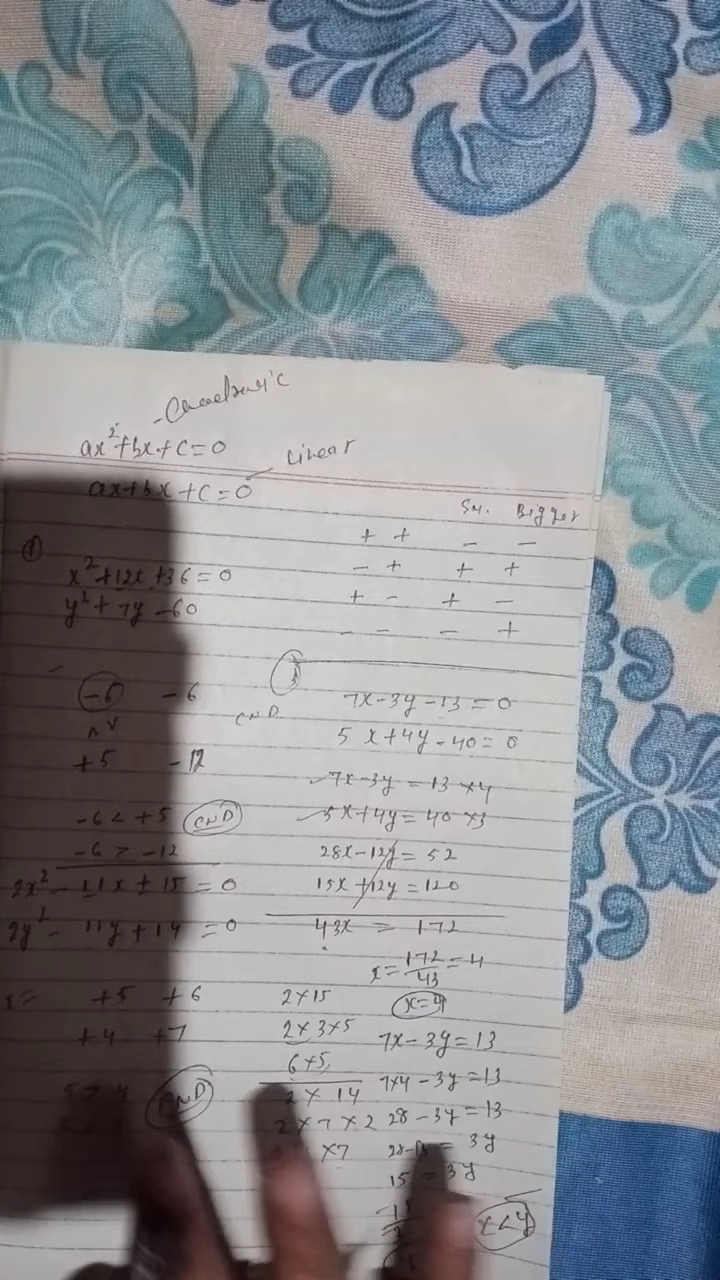 ax²+bx+c=0
Linear
ax+bx+c=0
Sm. Bigger
+ + - -
①
- + + +
x²+12x+36=0
+ - + -
y²+7y-60
- - - +
-6 -6
CND
7x-3y-13=0
5x+4y-40=0
+5 -12
7x-3y=13×4
-6<+5 CND
5x+4y=40×3
-6>-12
28x-12y=52
2x²-11x+15=0
15x+12y=120
2y²-11y+14=0
43x=172
x=172/43=4
x=
+5 +6
2×15
x=4
+4 +7
2×3×5
7x-3y=13
6×5
7×4-3y=13
5>4
CND
2×14
2×7×2
28-3y=13
×7
= 3y
15=3y
x<y